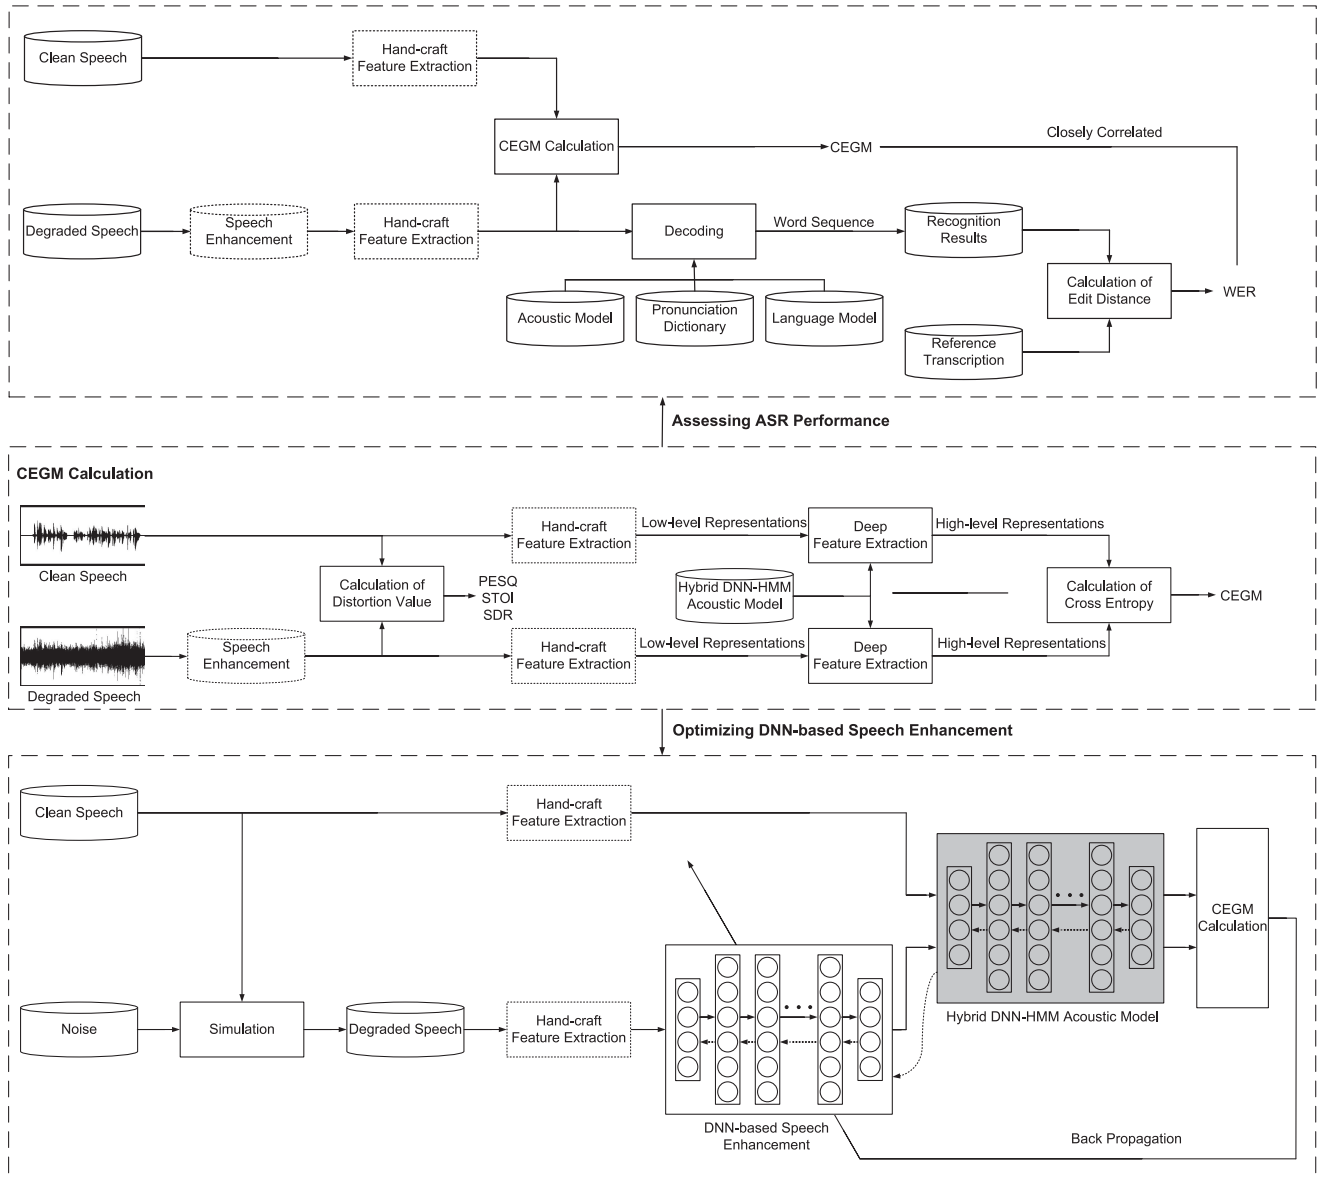 Clean Speech
Hand-craft
Feature Extraction
CEGM Calculation
CEGM
Closely Correlated
Degraded Speech
Speech
Enhancement
Hand-craft
Feature Extraction
Decoding
Word Sequence
Recognition
Results
Acoustic Model
Pronunciation
Dictionary
Language Model
Calculation of
Edit Distance
WER
Reference
Transcription
Assessing ASR Performance
CEGM Calculation
Clean Speech
Hand-craft
Feature Extraction
Low-level Representations
Deep
Feature Extraction
High-level Representations
Calculation of
Distortion Value
PESQ
STOI
SDR
Hybrid DNN-HMM
Acoustic Model
Calculation of
Cross Entropy
CEGM
Degraded Speech
Speech
Enhancement
Hand-craft
Feature Extraction
Low-level Representations
Deep
Feature Extraction
High-level Representations
Optimizing DNN-based Speech Enhancement
Clean Speech
Hand-craft
Feature Extraction
Hybrid DNN-HMM Acoustic Model
CEGM
Calculation
Noise
Simulation
Degraded Speech
Hand-craft
Feature Extraction
DNN-based Speech
Enhancement
Back Propagation